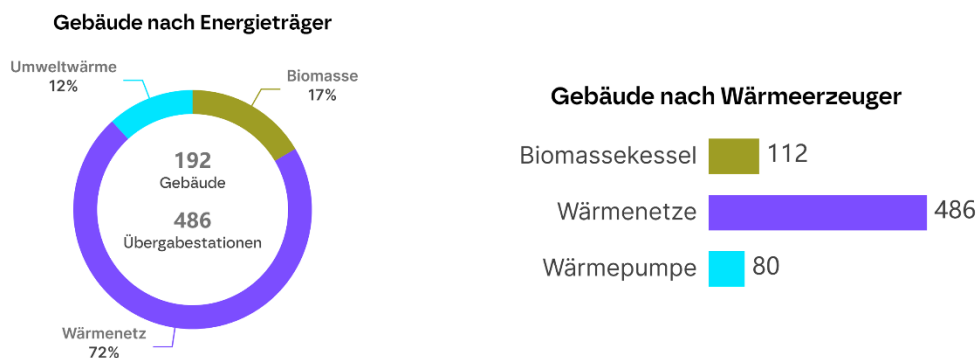 Gebäude nach Energieträger
Umweltwärme
12%
Biomasse
17%
192
Gebäude
486
Übergabestationen
Wärmenetz
72%
Gebäude nach Wärmeerzeuger
Biomassekessel 112
Wärmenetze 486
Wärmepumpe 80